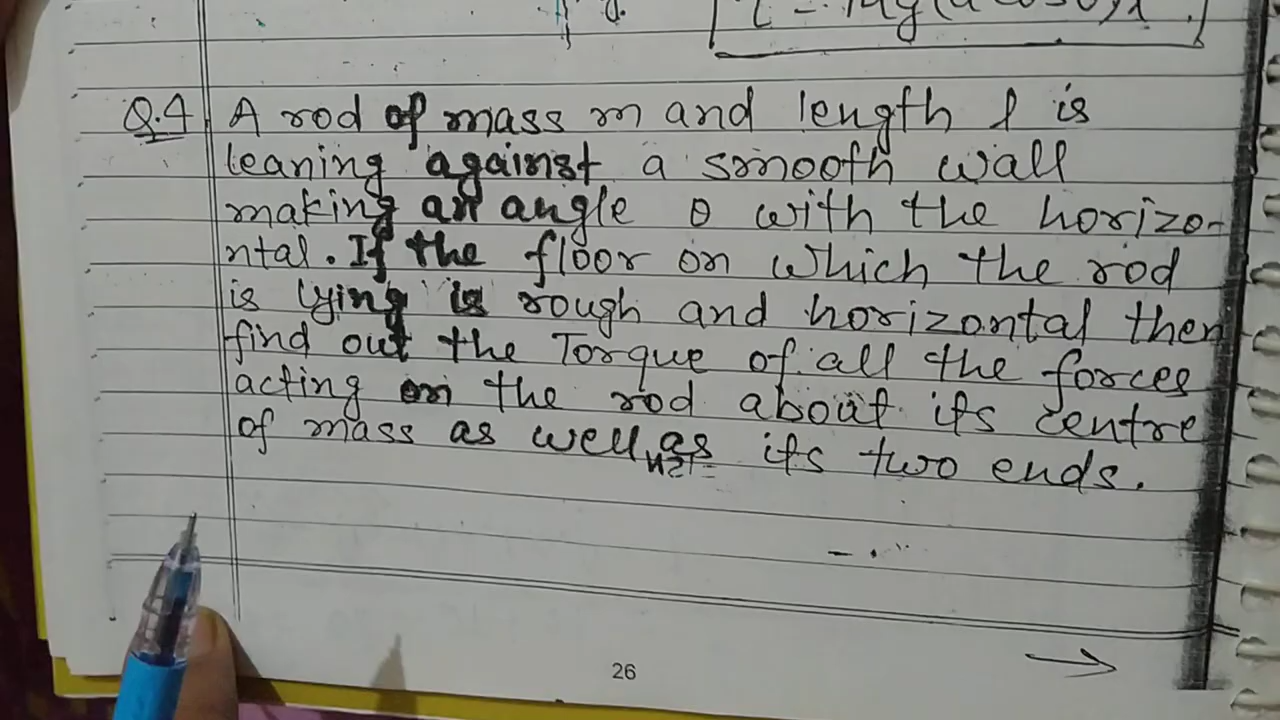 Q.4 A rod of mass m and length l is
leaning against a smooth wall
making an angle θ with the horizo-
ntal. If the floor on which the rod
is lying is rough and horizontal then
find out the Torque of all the forces
acting on the rod about its centre
of mass as well as its two ends.
26